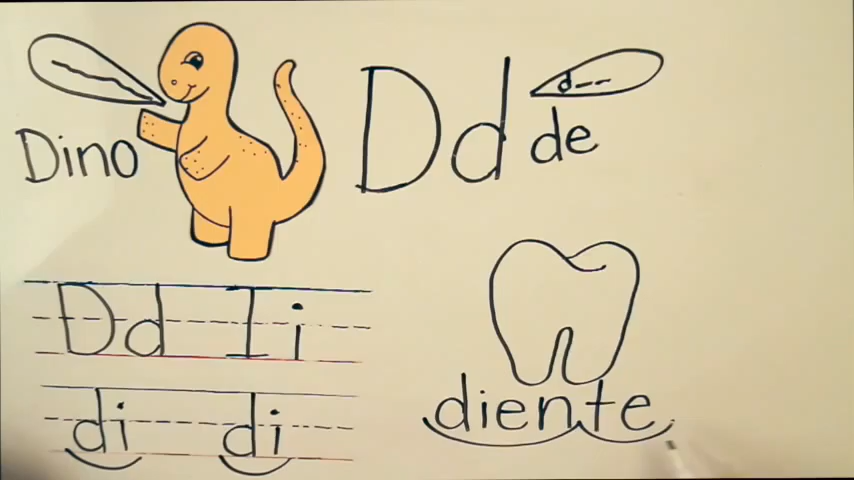 d--
Dino
Dd de
Dd Ii
di di
diente